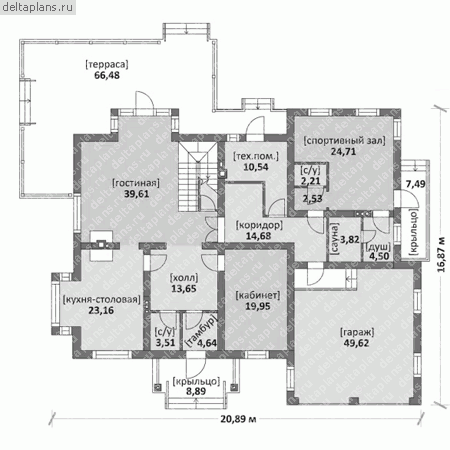 deltaplans.ru
[терраса]
66,48
[спортивный зал]
24,71
[тех.пом.]
10,54
[с/у]
2,21
2,53
7,49
[крыльцо]
[гостиная]
39,61
[коридор]
14,68
[сауна]
3,82
[душ]
4,50
16,87 м
[холл]
13,65
[кухня-столовая]
23,16
[кабинет]
19,95
[гараж]
49,62
[с/у]
3,51
[тамбур]
4,64
[крыльцо]
8,89
20,89 м